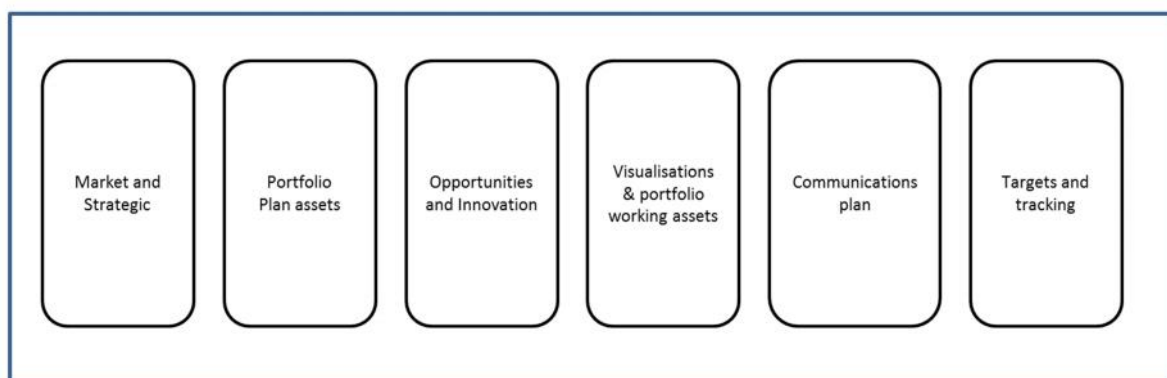 Market and
Strategic
Portfolio
Plan assets
Opportunities
and Innovation
Visualisations
& portfolio
working assets
Communications
plan
Targets and
tracking